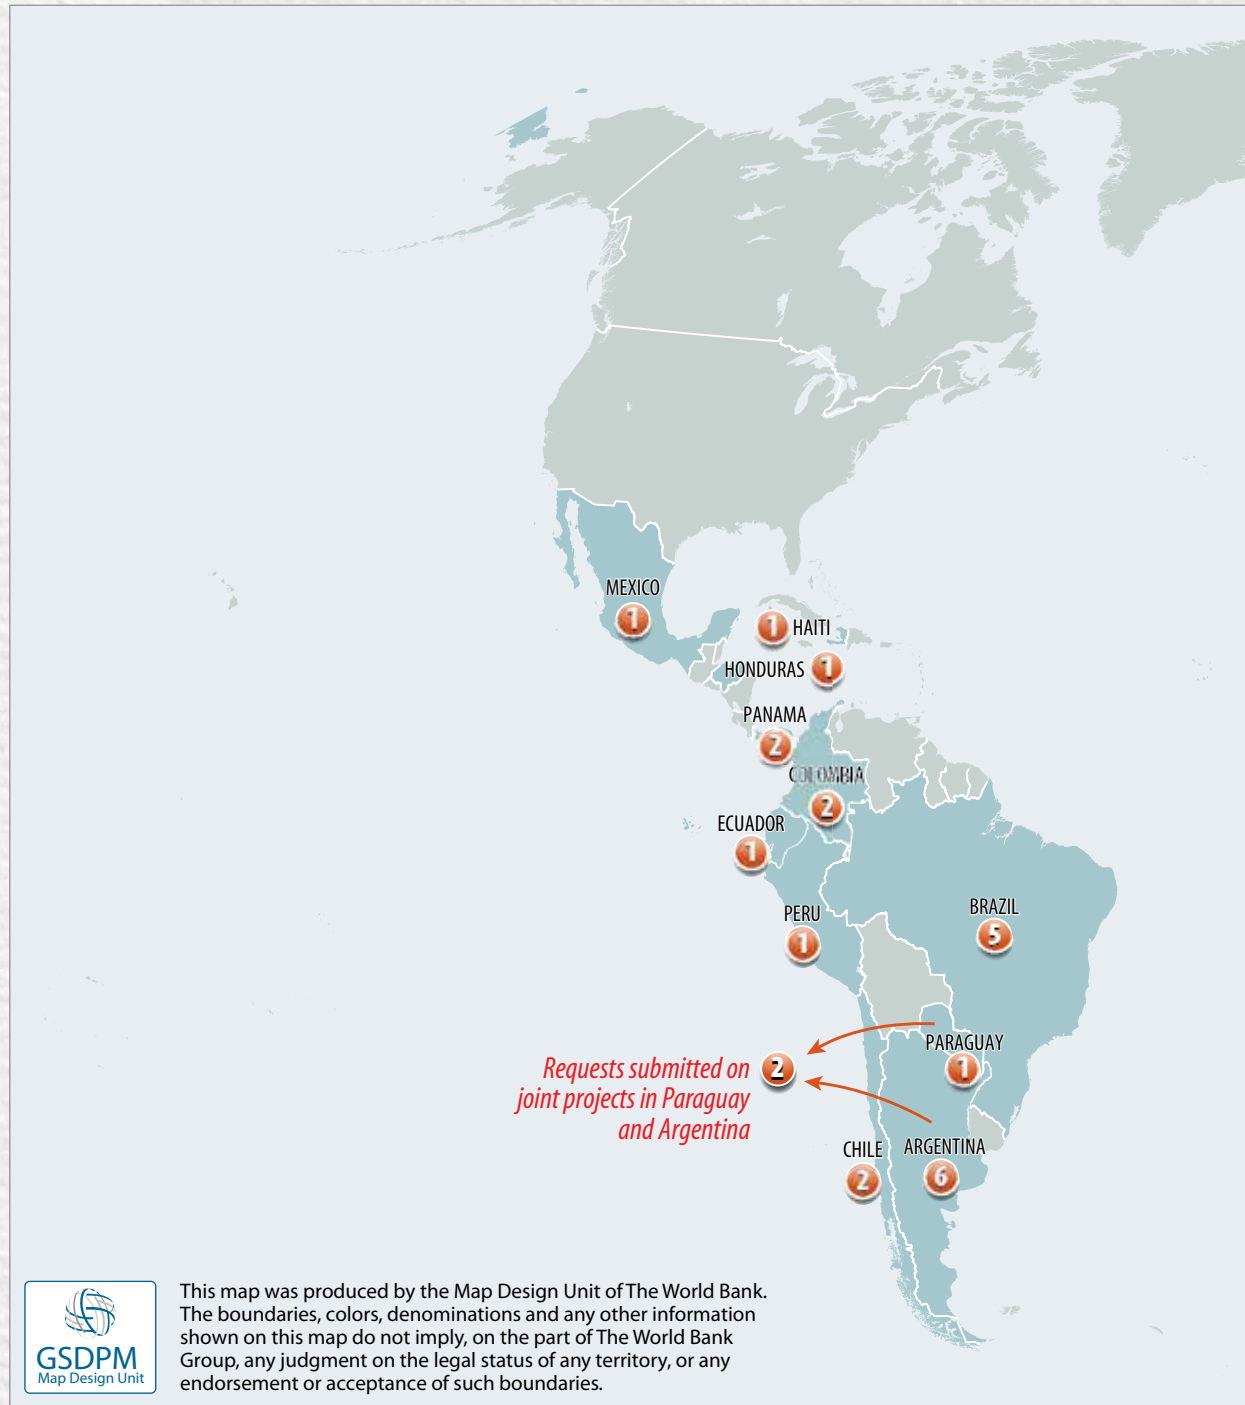 MEXICO
1
1 HAITI
HONDURAS 1
PANAMA
2
COLOMBIA
2
ECUADOR
1
PERU
1
BRAZIL
5
PARAGUAY
1
Requests submitted on
joint projects in Paraguay
and Argentina
2
CHILE
2
ARGENTINA
6
GSDPM
Map Design Unit
This map was produced by the Map Design Unit of The World Bank.
The boundaries, colors, denominations and any other information
shown on this map do not imply, on the part of The World Bank
Group, any judgment on the legal status of any territory, or any
endorsement or acceptance of such boundaries.